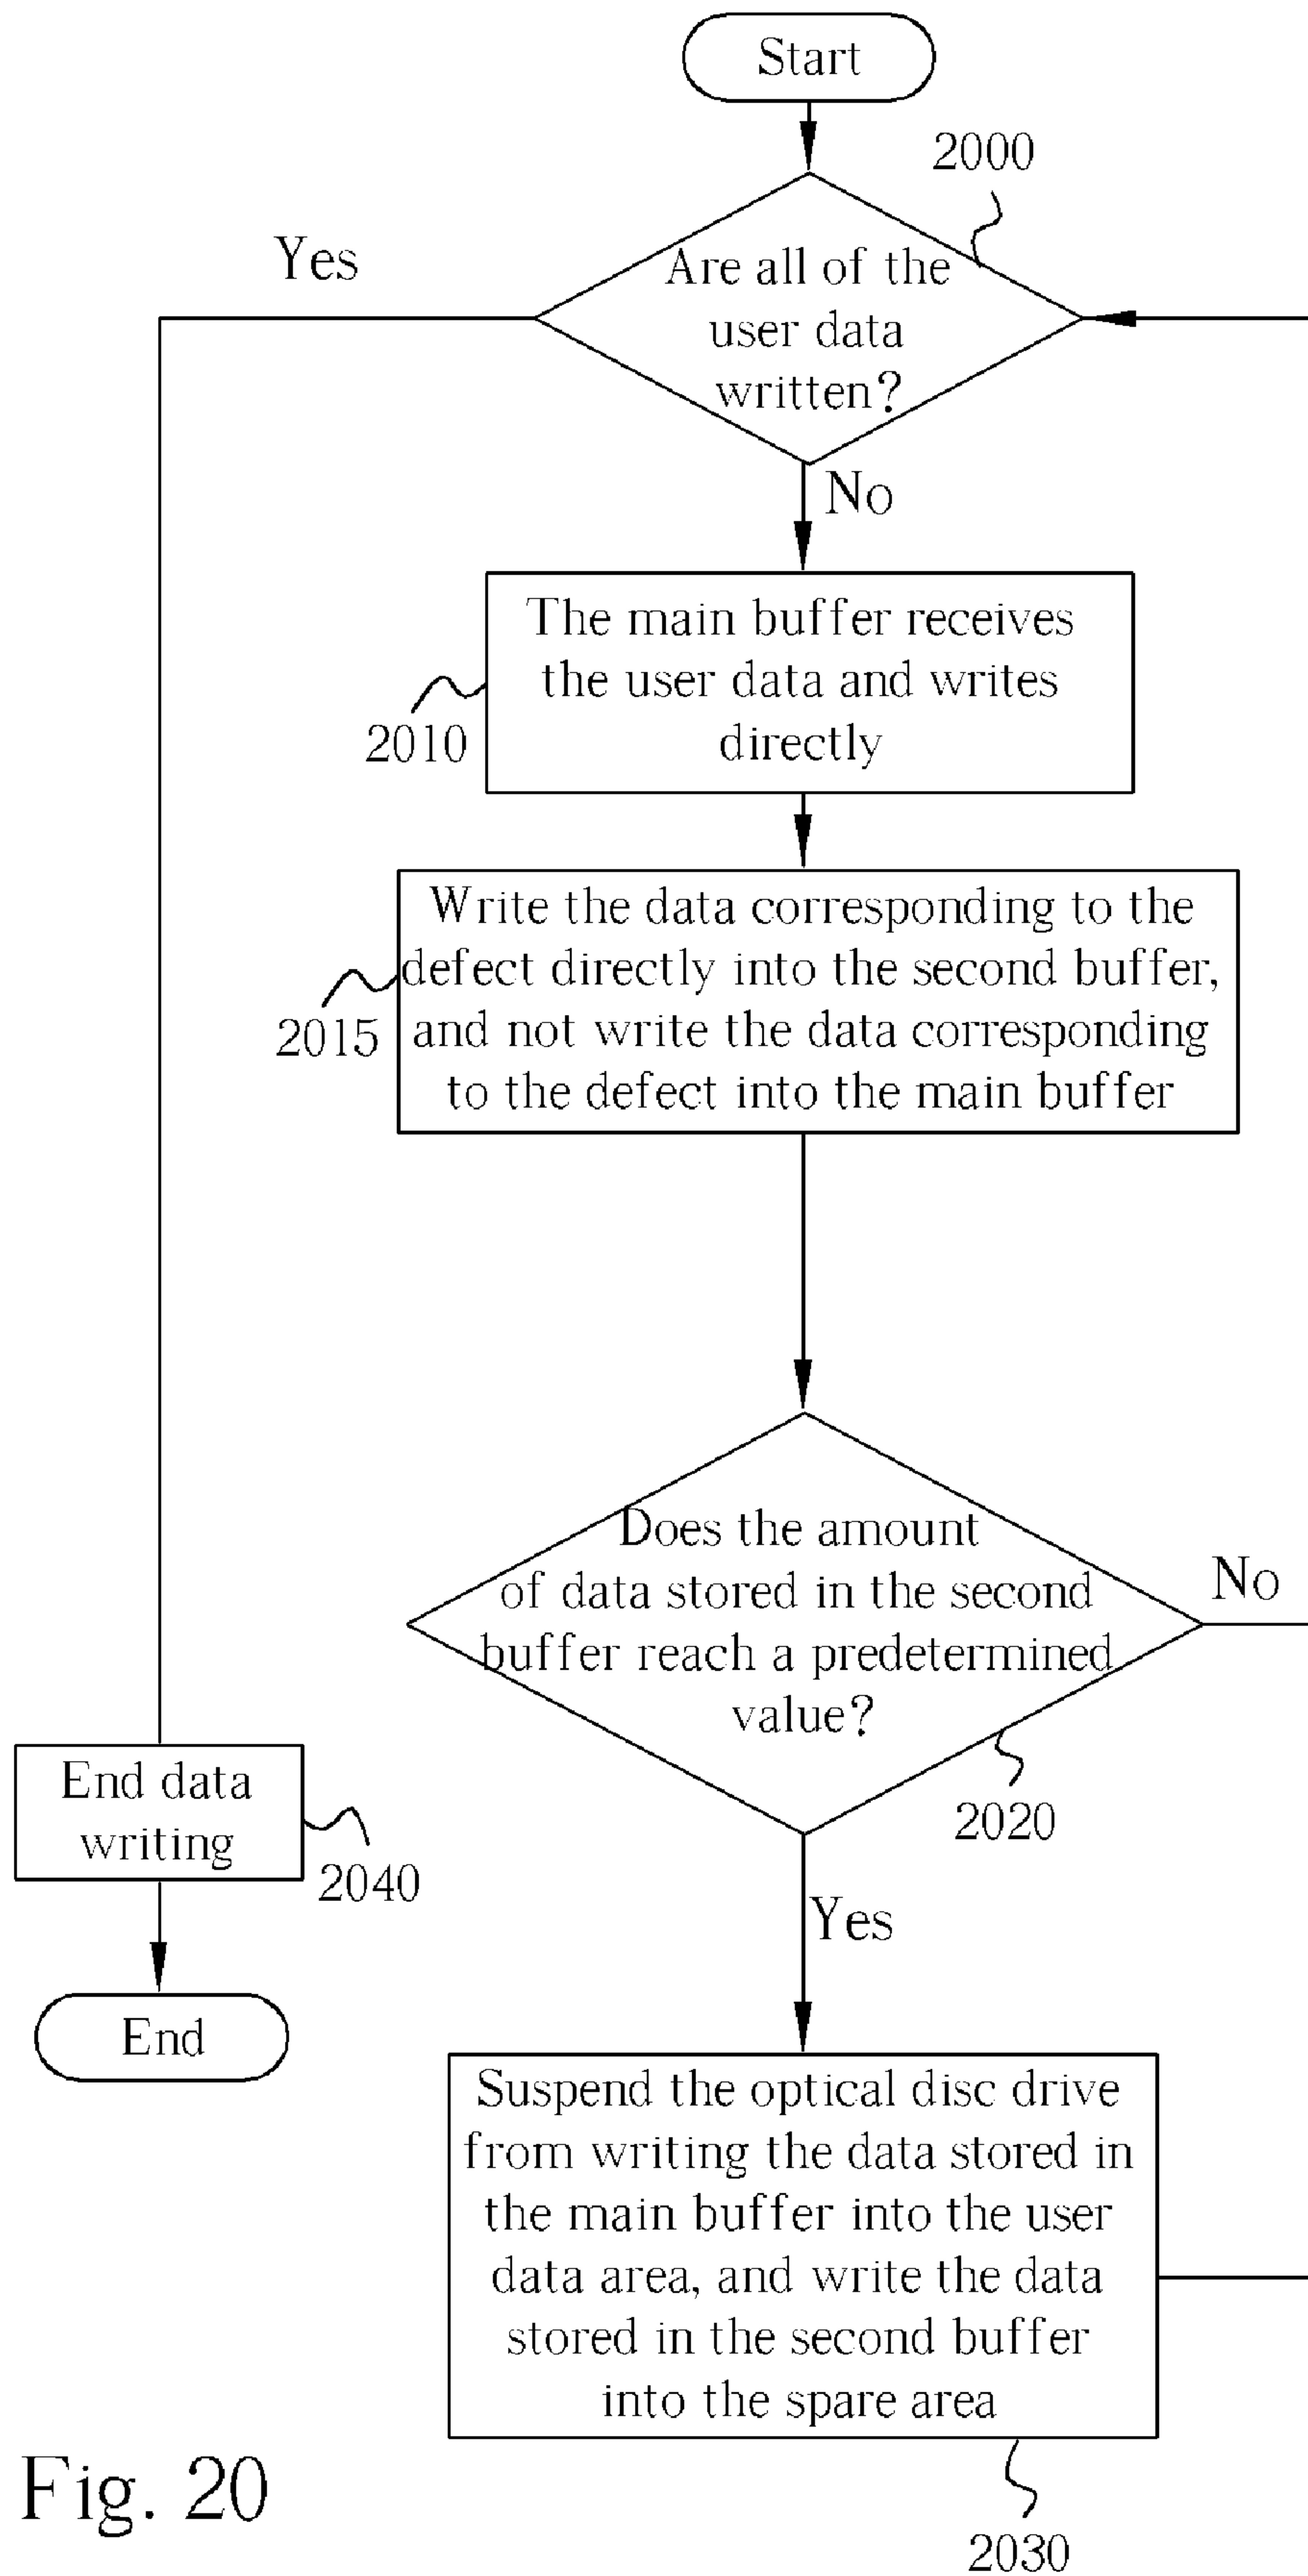 Start
2000
Yes
Are all of the
user data
written?
No
The main buffer receives
the user data and writes
directly
2010
Write the data corresponding to the
defect directly into the second buffer,
and not write the data corresponding
to the defect into the main buffer
2015
Does the amount
of data stored in the second
buffer reach a predetermined
value?
No
2020
End data
writing
2040
Yes
End
Suspend the optical disc drive
from writing the data stored in
the main buffer into the user
data area, and write the data
stored in the second buffer
into the spare area
2030
Fig. 20